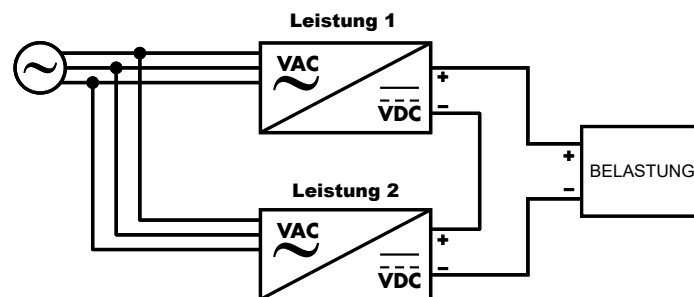 Leistung 1
VAC
+
−
VDC
+
−
BELASTUNG
Leistung 2
VAC
+
−
VDC